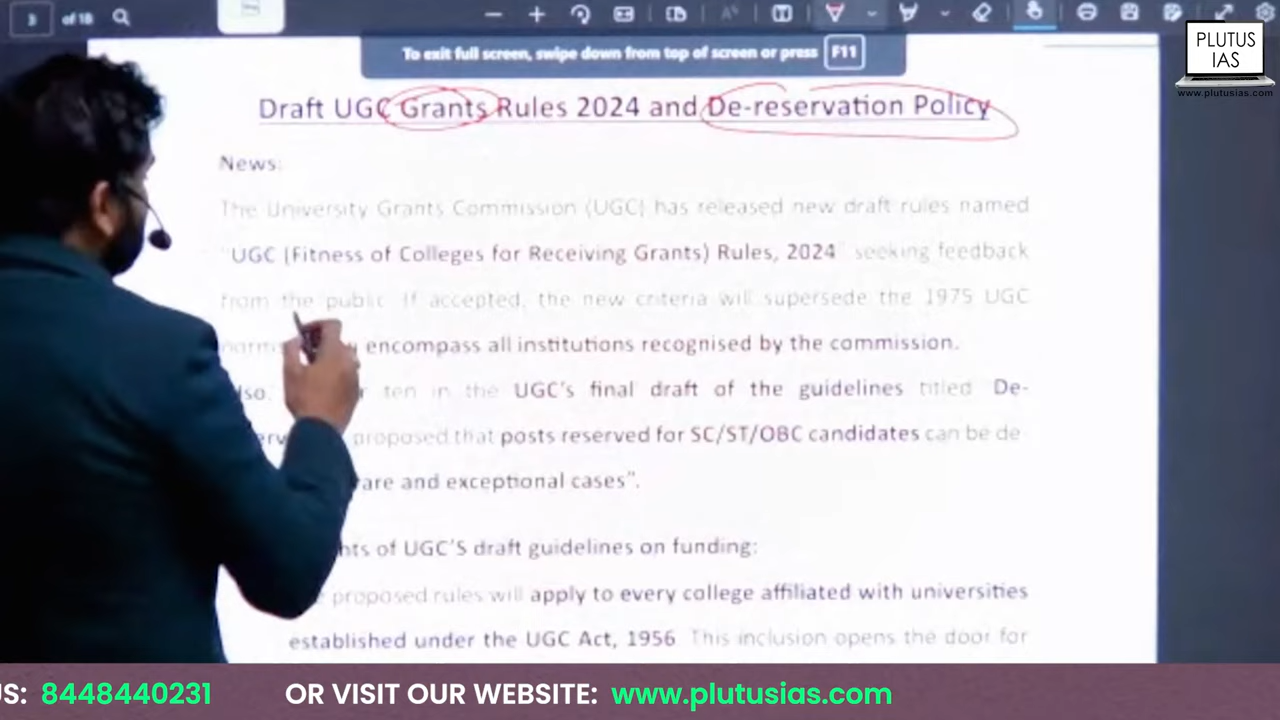 3 of 18
PLUTUS
IAS
www.plutusias.com
To exit full screen, swipe down from top of screen or press F11
Draft UGC Grants Rules 2024 and De-reservation Policy
News:
The University Grants Commission (UGC) has released new draft rules named
"UGC (Fitness of Colleges for Receiving Grants) Rules, 2024" seeking feedback
from the public. If accepted, the new criteria will supersede the 1975 UGC
norms encompass all institutions recognised by the commission.
ten in the UGC's final draft of the guidelines titled De-
proposed that posts reserved for SC/ST/OBC candidates can be de
and exceptional cases".
of UGC'S draft guidelines on funding:
proposed rules will apply to every college affiliated with universities
established under the UGC Act, 1956. This inclusion opens the door for
US: 8448440231 OR VISIT OUR WEBSITE: www.plutusias.com